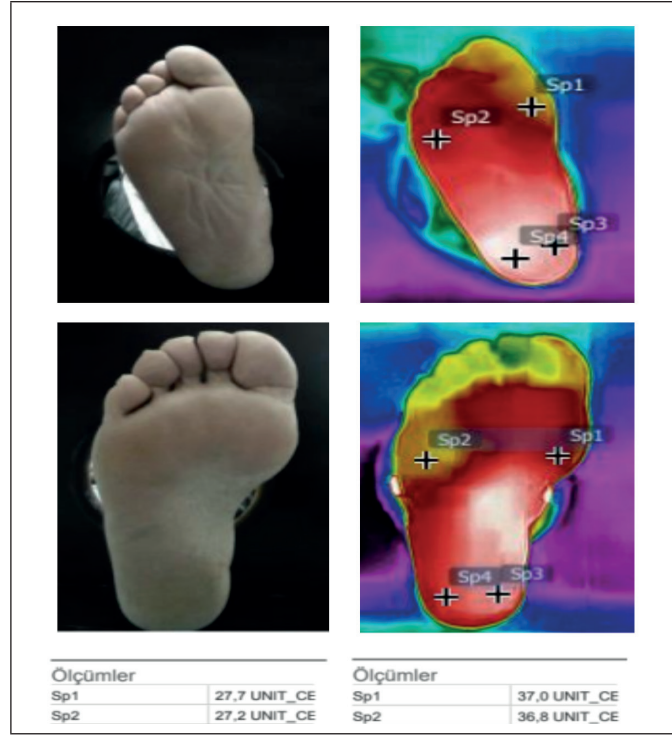 Sp1
Sp2
Sp3
Sp4
Sp2
Sp1
Sp4
Sp3
Ölçümler
Sp1 27,7 UNIT_CE
Sp2 27,2 UNIT_CE
Ölçümler
Sp1 37,0 UNIT_CE
Sp2 36,8 UNIT_CE